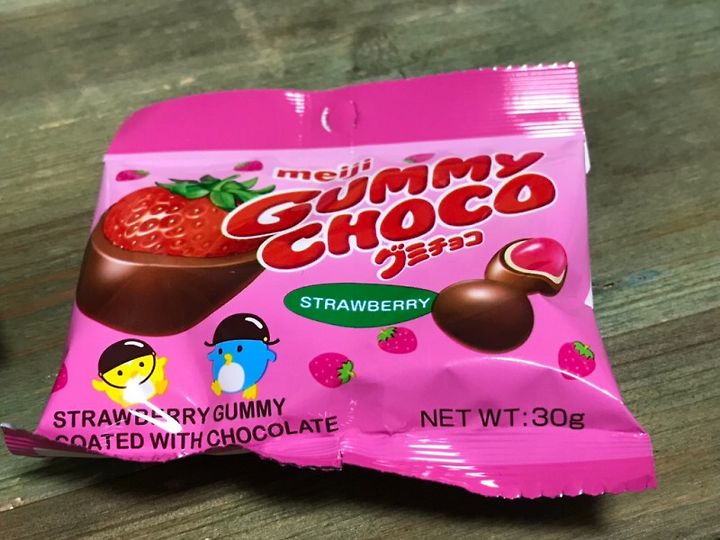 meiji
GUMMY
CHOCO
グミチョコ
STRAWBERRY
STRAWBERRY GUMMY
COATED WITH CHOCOLATE
NET WT:30g